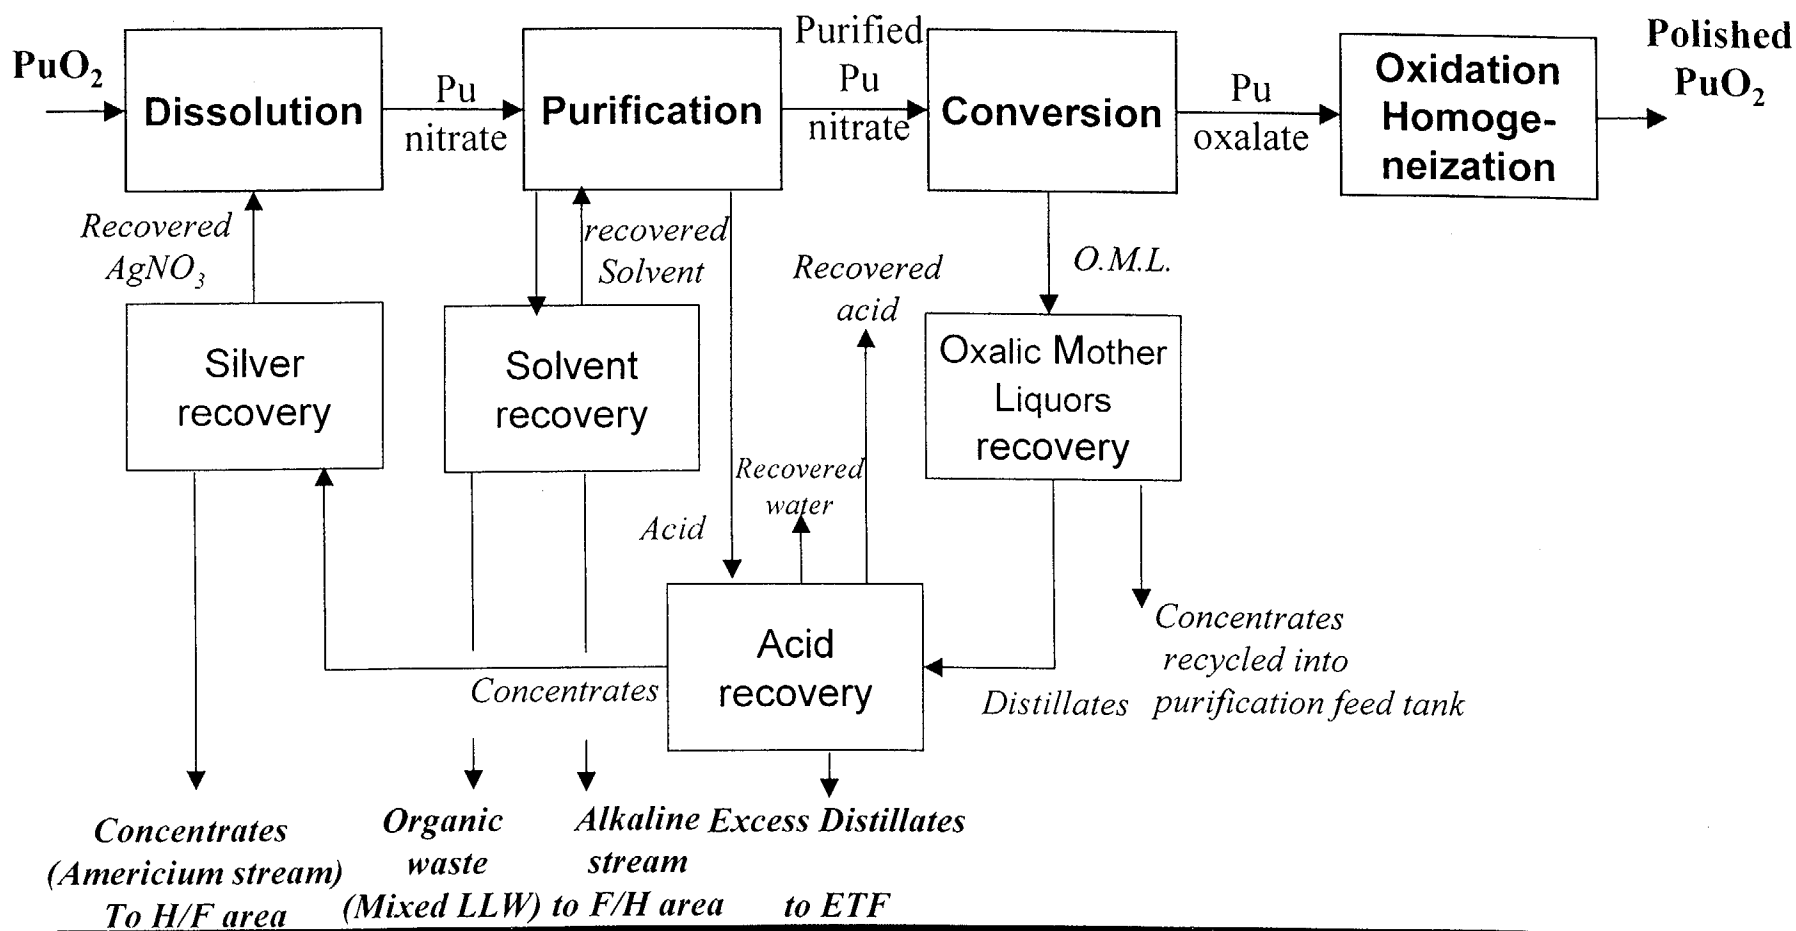 PuO₂
Dissolution
Pu
nitrate
Purification
Purified
Pu
nitrate
Conversion
Pu
oxalate
Oxidation
Homoge-
neization
Polished
PuO₂
Recovered
AgNO₃
recovered
Solvent
Recovered
acid
O.M.L.
Silver
recovery
Solvent
recovery
Oxalic Mother
Liquors
recovery
Recovered
water
Acid
Acid
recovery
Concentrates
Distillates
Concentrates
recycled into
purification feed tank
Concentrates
(Americium stream)
To H/F area
Organic
waste
(Mixed LLW)
Alkaline
stream
to F/H area
Excess Distillates
to ETF